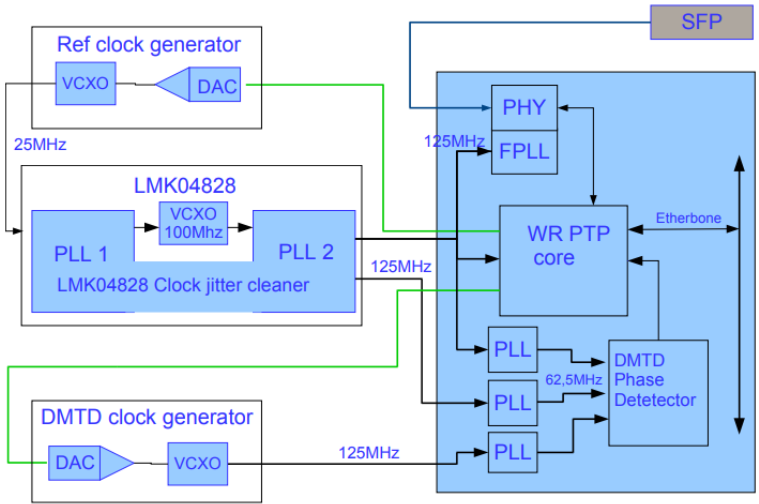 SFP
Ref clock generator
VCXO
DAC
PHY
125MHz
FPLL
25MHz
LMK04828
VCXO
100Mhz
PLL 1
PLL 2
LMK04828 Clock jitter cleaner
WR PTP
core
Etherbone
125MHz
PLL
DMTD
Phase
Detetector
62,5MHz
PLL
DMTD clock generator
DAC
VCXO
125MHz
PLL